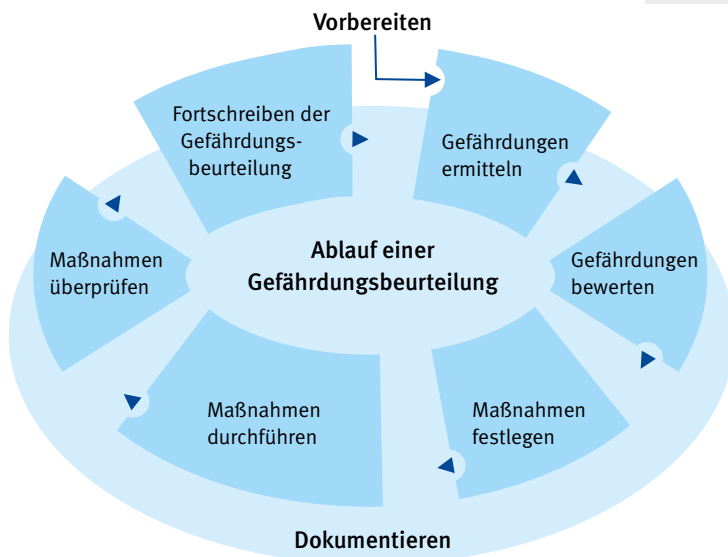 Vorbereiten
Fortschreiben der
Gefährdungs-
beurteilung
Gefährdungen
ermitteln
Ablauf einer
Gefährdungsbeurteilung
Maßnahmen
überprüfen
Gefährdungen
bewerten
Maßnahmen
durchführen
Maßnahmen
festlegen
Dokumentieren